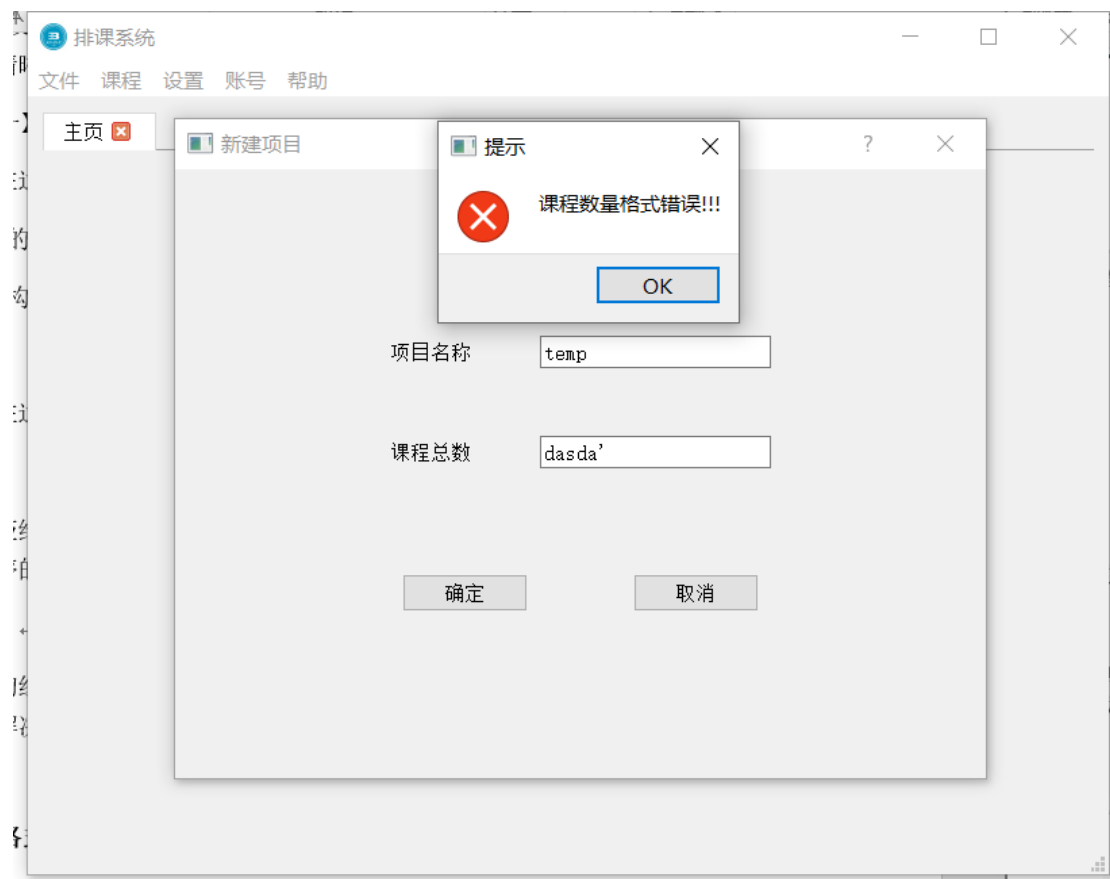 排课系统
文件 课程 设置 账号 帮助
主页
新建项目
?
提示
课程数量格式错误!!!
OK
项目名称 temp
课程总数 dasda'
确定 取消